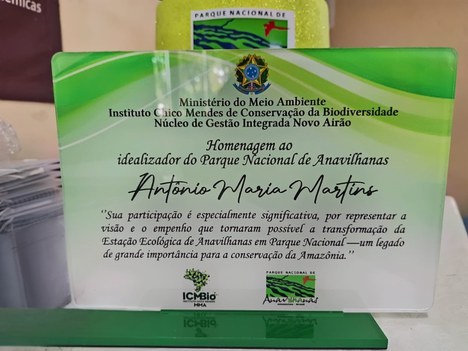 êmicas
PARQUE NACIONAL DE
Ministério do Meio Ambiente
Instituto Chico Mendes de Conservação da Biodiversidade
Núcleo de Gestão Integrada Novo Airão
Homenagem ao
idealizador do Parque Nacional de Anavilhanas
Antônio Maria Martins
"Sua participação é especialmente significativa, por representar a
visão e o empenho que tornaram possível a transformação da
Estação Ecológica de Anavilhanas em Parque Nacional —um legado
de grande importância para a conservação da Amazônia."
ICMBio
MMA
PARQUE NACIONAL DE
Anavilhanas